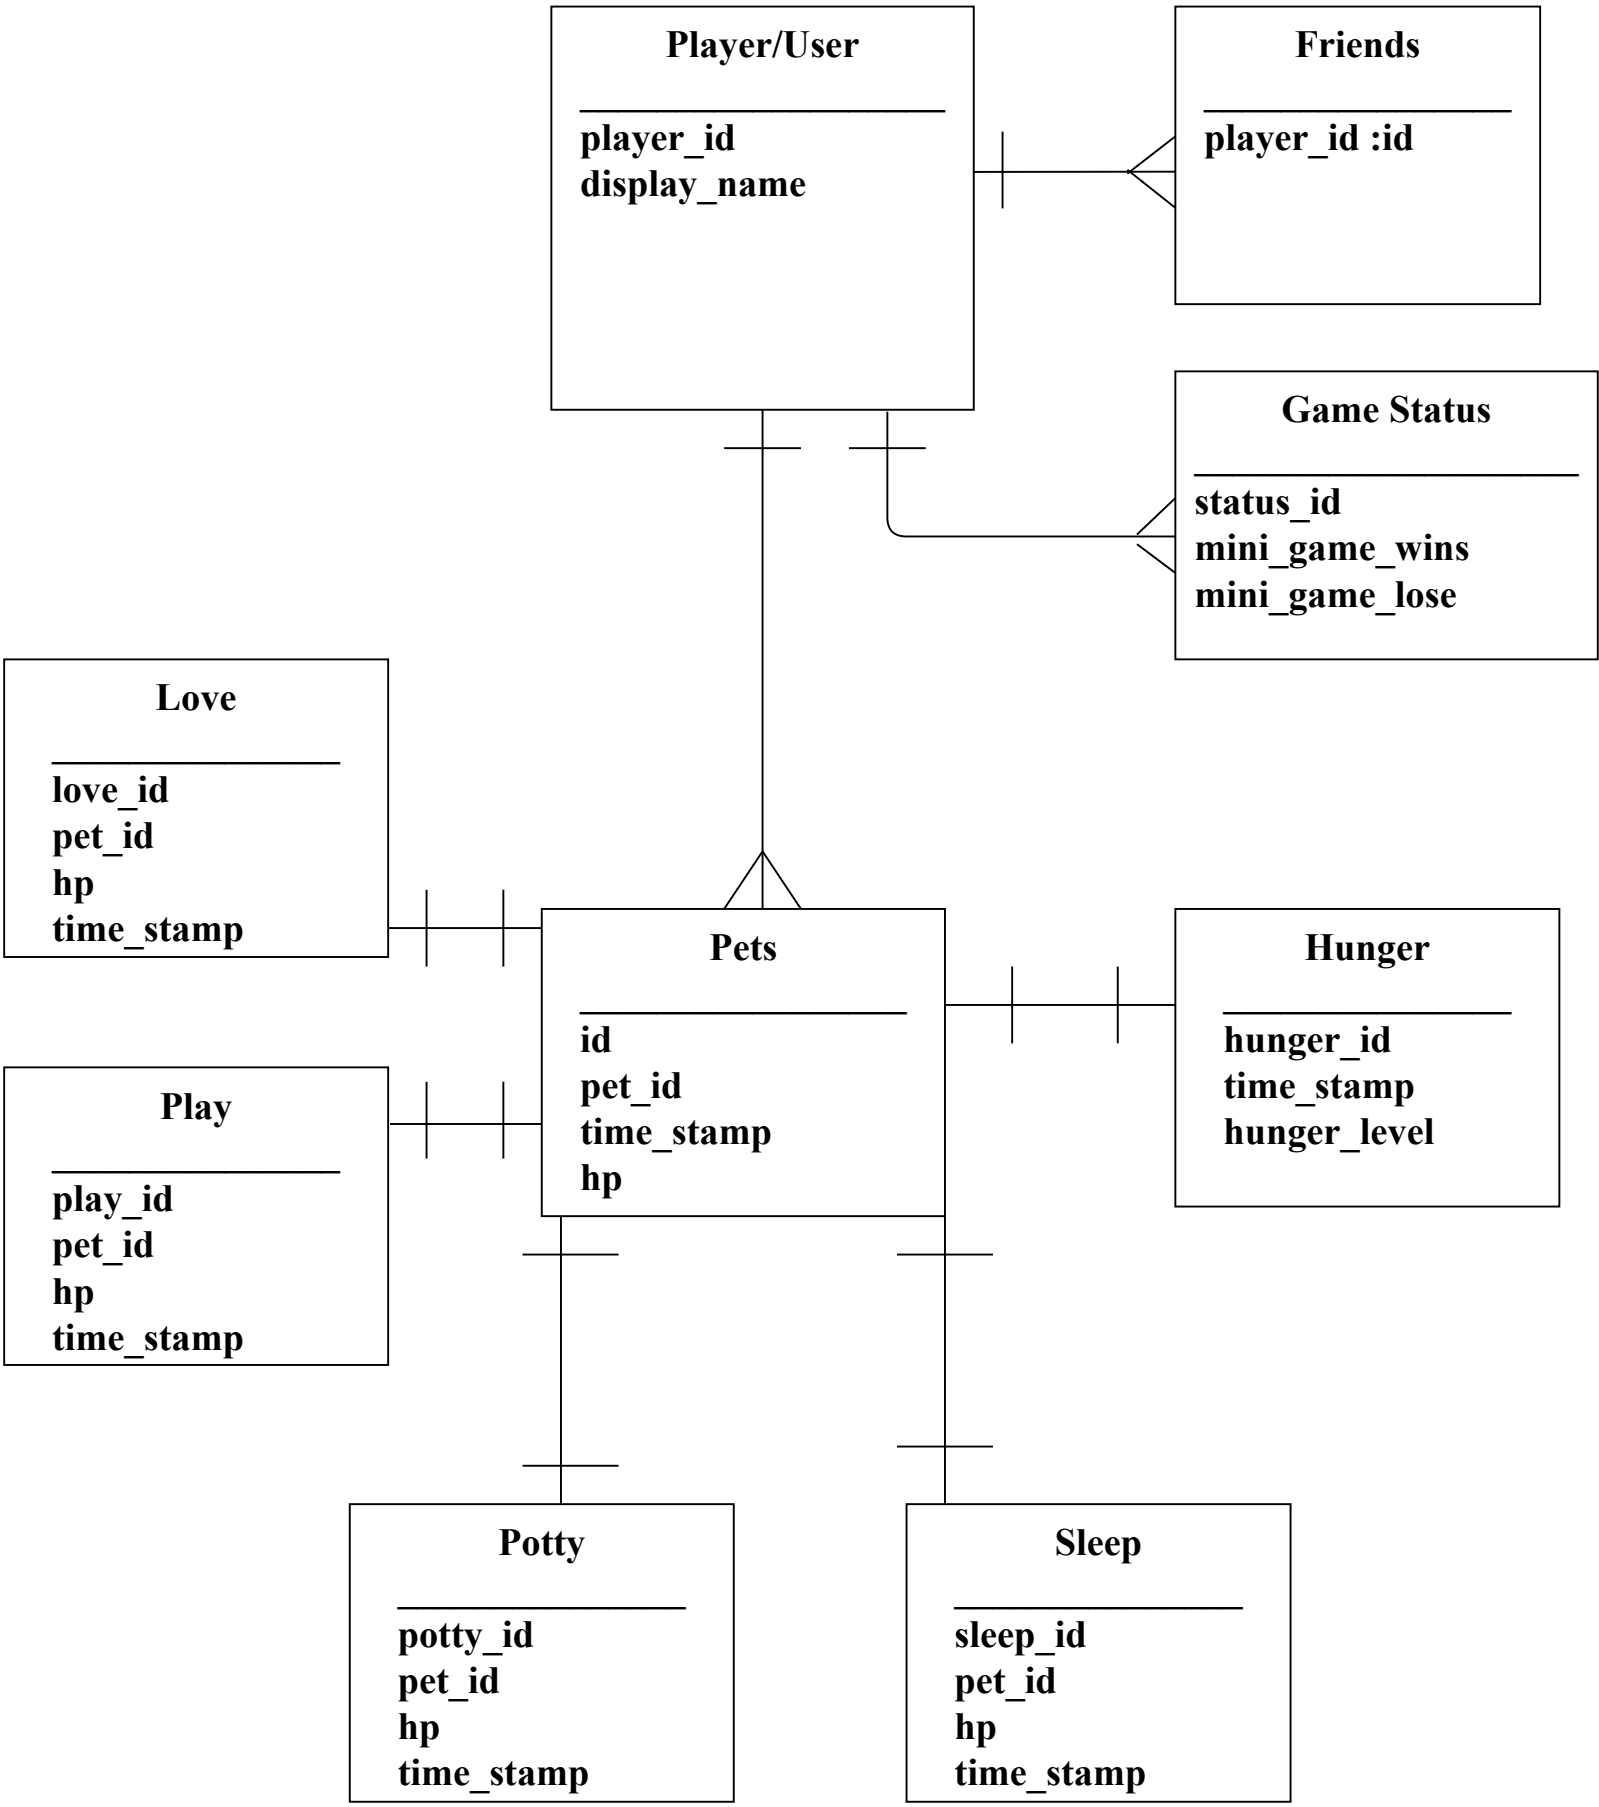 Player/User
player_id
display_name
Friends
player_id :id
Game Status
status_id
mini_game_wins
mini_game_lose
Love
love_id
pet_id
hp
time_stamp
Pets
id
pet_id
time_stamp
hp
Hunger
hunger_id
time_stamp
hunger_level
Play
play_id
pet_id
hp
time_stamp
Potty
potty_id
pet_id
hp
time_stamp
Sleep
sleep_id
pet_id
hp
time_stamp